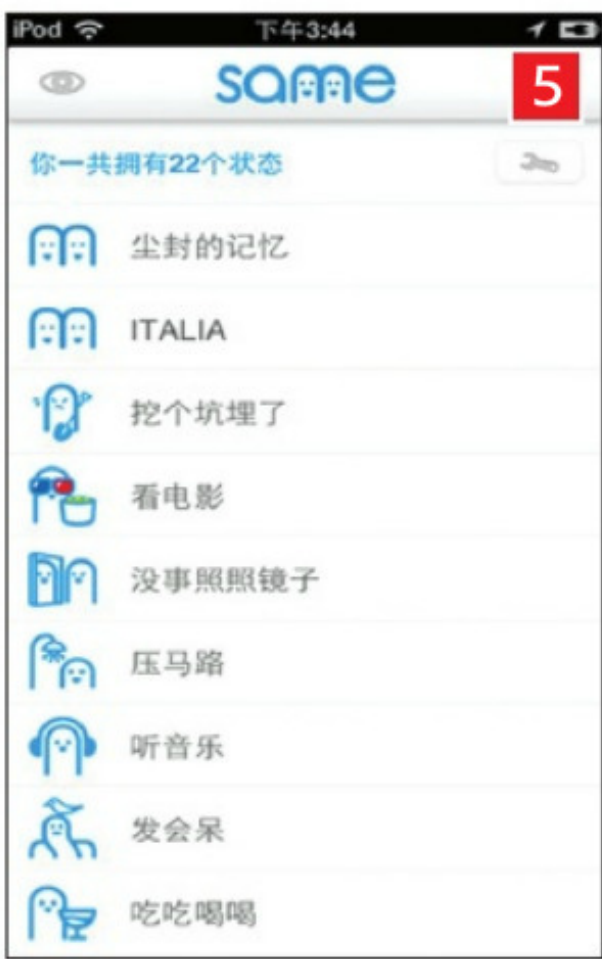 iPod 下午3:44
same 5
你一共拥有22个状态
尘封的记忆
ITALIA
挖个坑埋了
看电影
没事照照镜子
压马路
听音乐
发会呆
吃吃喝喝